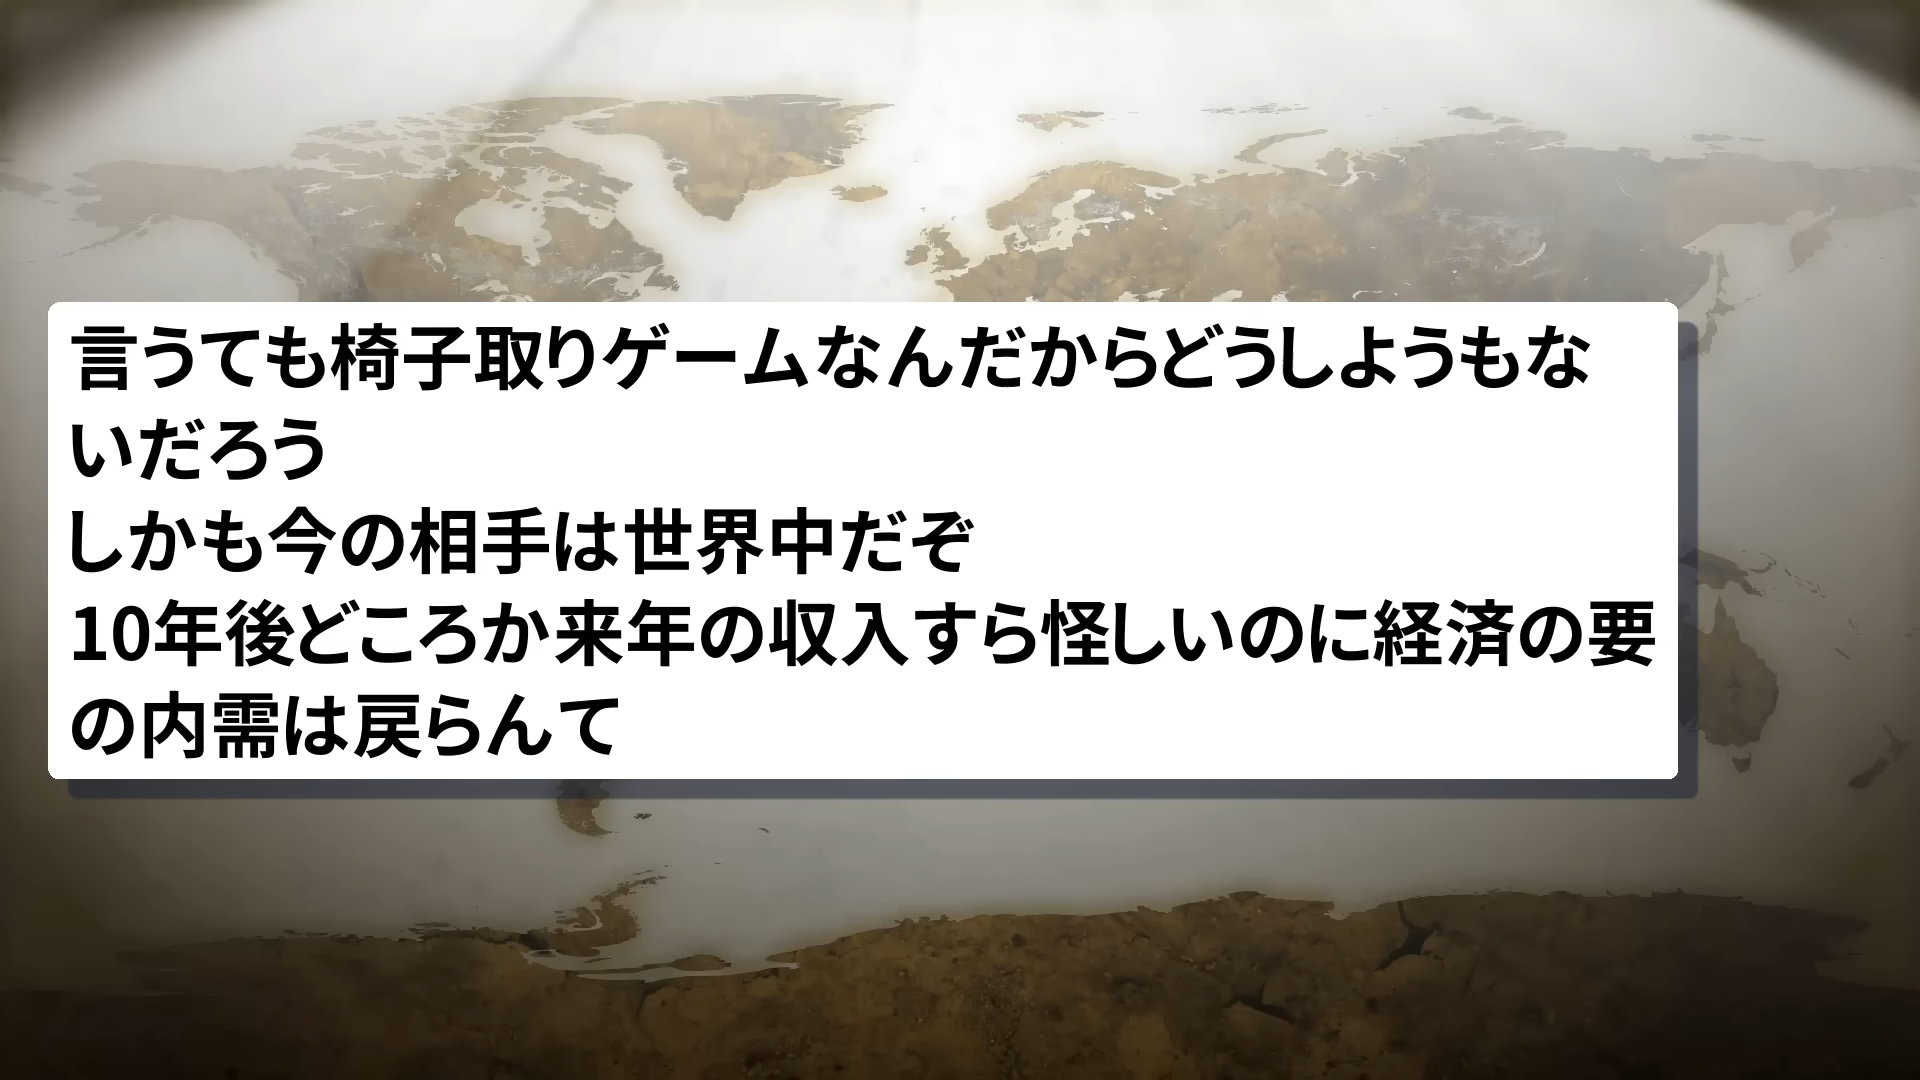 言うても椅子取りゲームなんだからどうしようもな
いだろう
しかも今の相手は世界中だぞ
10年後どころか来年の収入すら怪しいのに経済の要
の内需は戻らんて